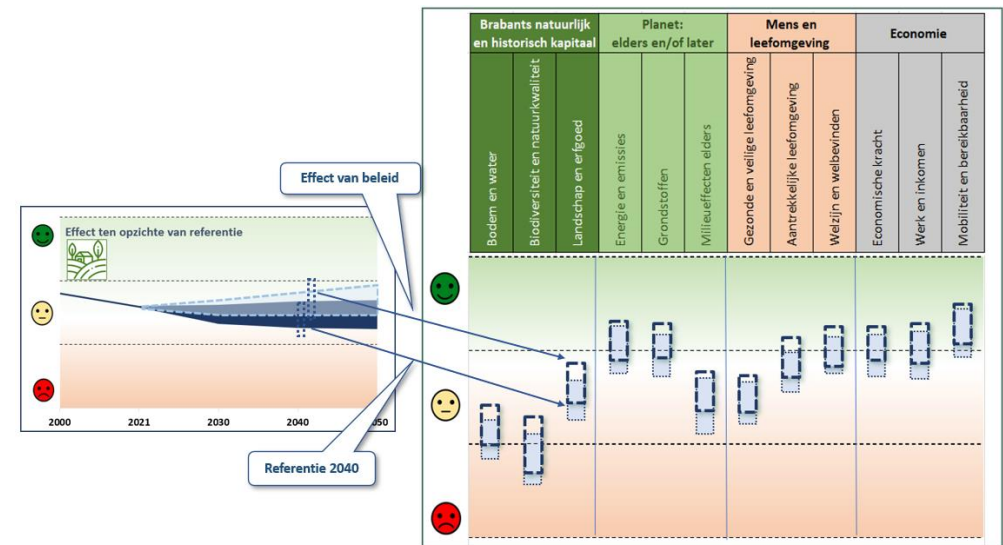 Brabants natuurlijk
en historisch kapitaal
Planet:
elders en/of later
Mens en
leefomgeving
Economie
Bodem en water
Biodiversiteit en natuurkwaliteit
Landschap en erfgoed
Energie en emissies
Grondstoffen
Milieueffecten elders
Gezonde en veilige leefomgeving
Aantrekkelijke leefomgeving
Welzijn en welbevinden
Economische kracht
Werk en inkomen
Mobiliteit en bereikbaarheid
Effect van beleid
Effect ten opzichte van referentie
2000 2021 2030 2040 050
Referentie 2040